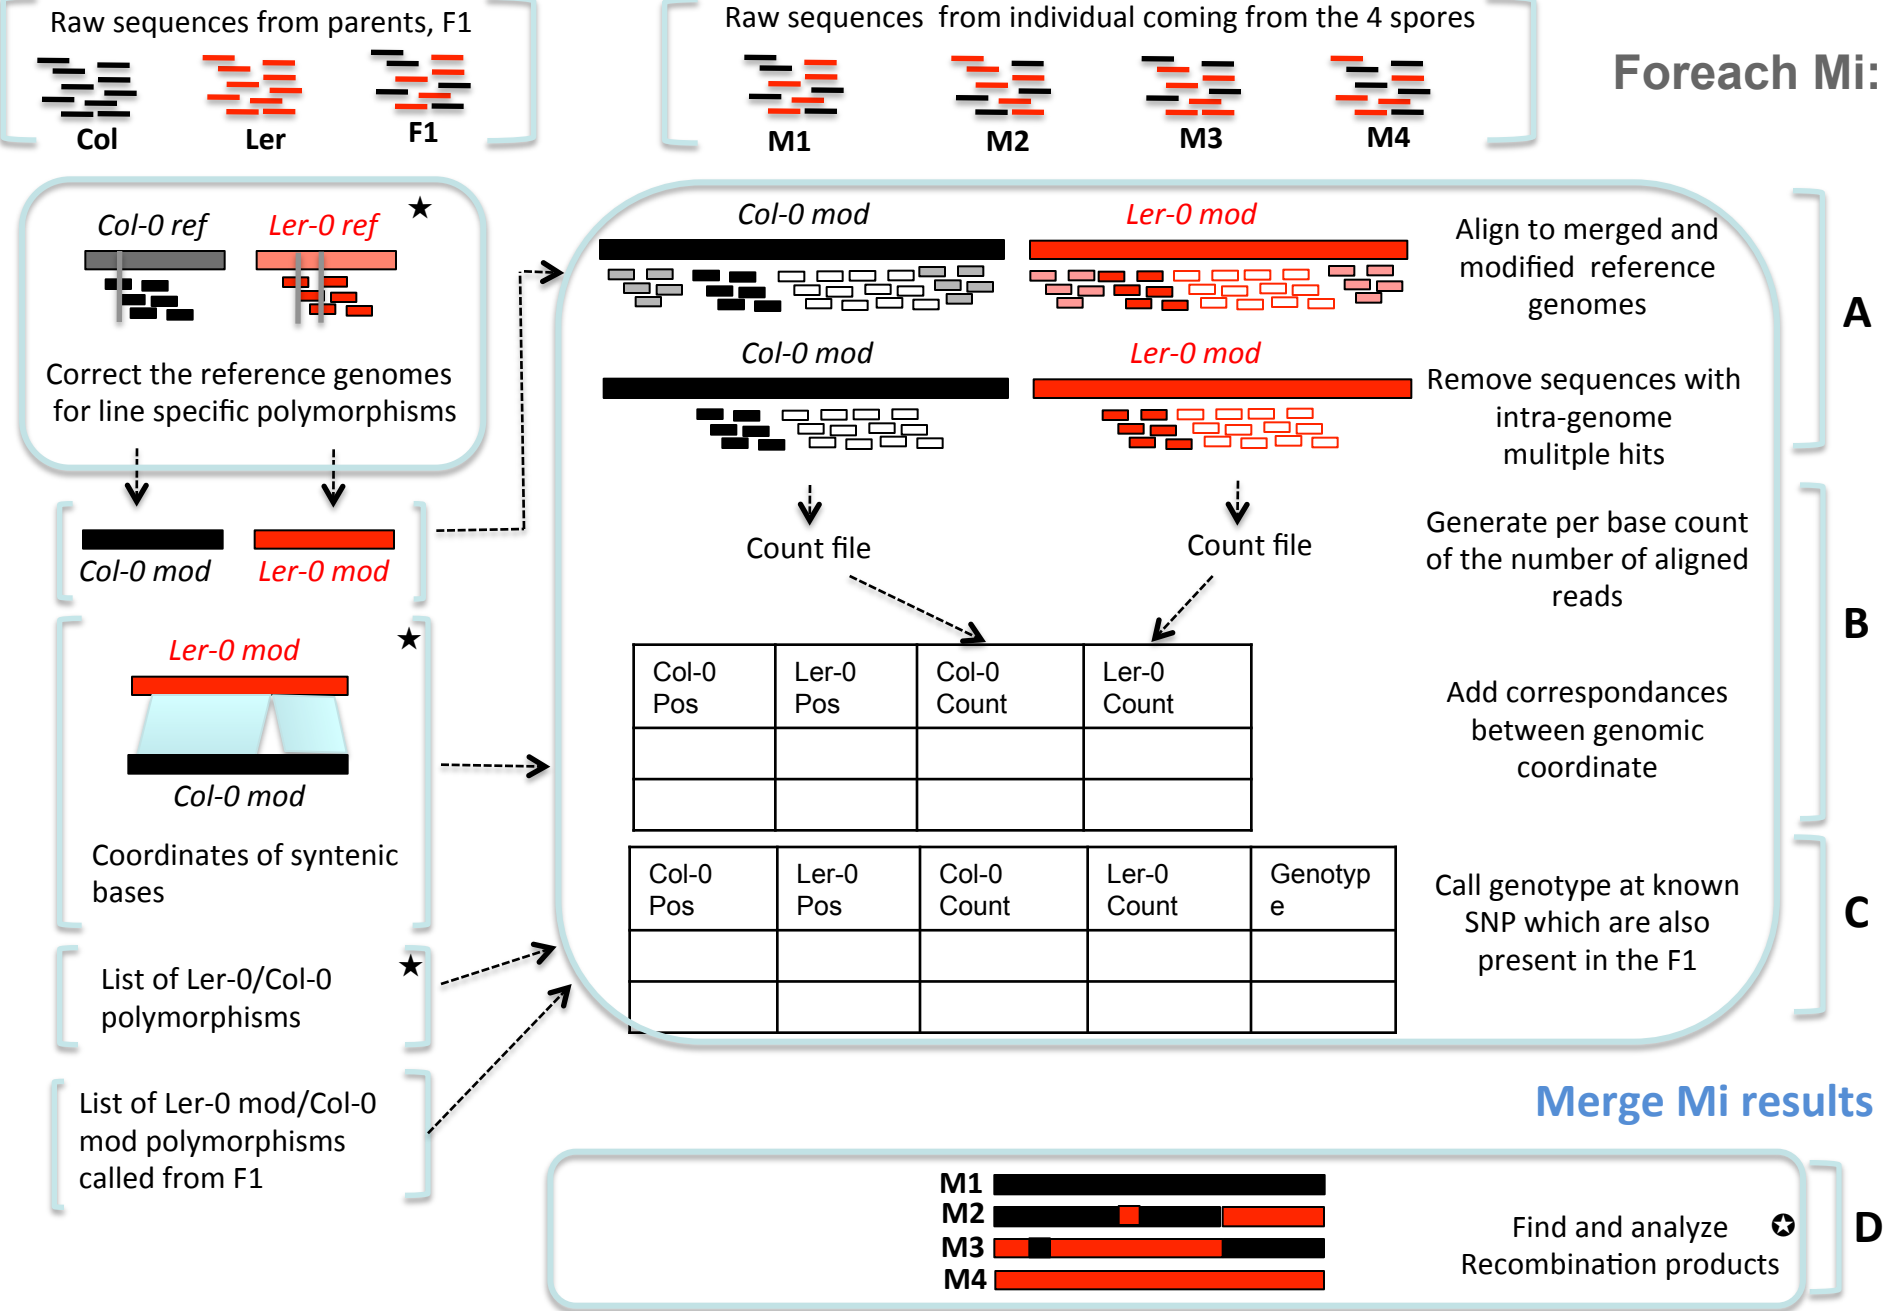 Raw sequences from parents, F1
Col
Ler
F1
Raw sequences from individual coming from the 4 spores
M1
M2
M3
M4
Foreach Mi:
Col-0 ref
Ler-0 ref
Correct the reference genomes
for line specific polymorphisms
Col-0 mod
Ler-0 mod
Ler-0 mod
Col-0 mod
Coordinates of syntenic
bases
List of Ler-0/Col-0
polymorphisms
List of Ler-0 mod/Col-0
mod polymorphisms
called from F1
Col-0 mod
Ler-0 mod
Align to merged and
modified reference
genomes
A
Col-0 mod
Ler-0 mod
Remove sequences with
intra-genome
mulitple hits
Count file
Count file
Generate per base count
of the number of aligned
reads
B
Col-0
Pos
Ler-0
Pos
Col-0
Count
Ler-0
Count
Add correspondances
between genomic
coordinate
Col-0
Pos
Ler-0
Pos
Col-0
Count
Ler-0
Count
Genotyp
e
Call genotype at known
SNP which are also
present in the F1
C
Merge Mi results
M1
M2
M3
M4
Find and analyze
Recombination products
D